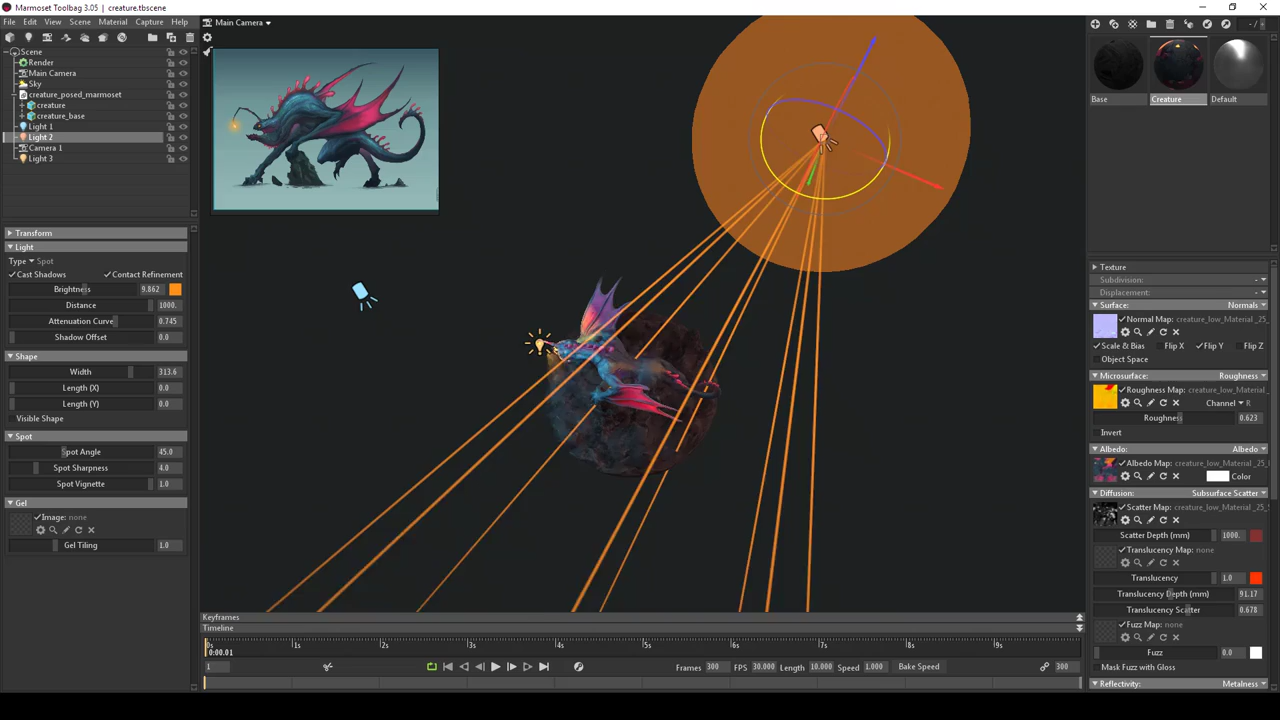 Marmoset Toolbag 3.05 | creature.tbscene
File Edit View Scene Material Capture Help
Main Camera
Scene
Render
Main Camera
Sky
creature_posed_marmoset
creature
creature_base
Light 1
Light 2
Camera 1
Light 3
Transform
Light
Type Spot
Cast Shadows Contact Refinement
Brightness 9.862
Distance 1000.
Attenuation Curve 0.745
Shadow Offset 0.0
Shape
Width 313.6
Length (X) 0.0
Length (Y) 0.0
Visible Shape
Spot
Spot Angle 45.0
Spot Sharpness 4.0
Spot Vignette 1.0
Gel
Image: none
Gel Tiling 1.0
Keyframes
Timeline
0s 1s 2s 3s 4s 5s 6s 7s 8s 9s
0:00.01
1 Frames 300 FPS 30.000 Length 10.000 Speed 1.000 Bake Speed 300
Base Creature Default
Texture
Subdivision: -
Displacement: -
Surface: Normals
Normal Map: creature_low_Material _25_
Scale & Bias Flip X Flip Y Flip Z
Object Space
Microsurface: Roughness
Roughness Map: creature_low_Material
Channel R
Roughness 0.623
Invert
Albedo: Albedo
Albedo Map: creature_low_Material _25_
Color
Diffusion: Subsurface Scatter
Scatter Map: creature_low_Material _25_
Scatter Depth (mm) 1000.
Translucency Map: none
Translucency 1.0
Translucency Depth (mm) 91.17
Translucency Scatter 0.678
Fuzz Map: none
Fuzz 0.0
Mask Fuzz with Gloss
Reflectivity: Metalness